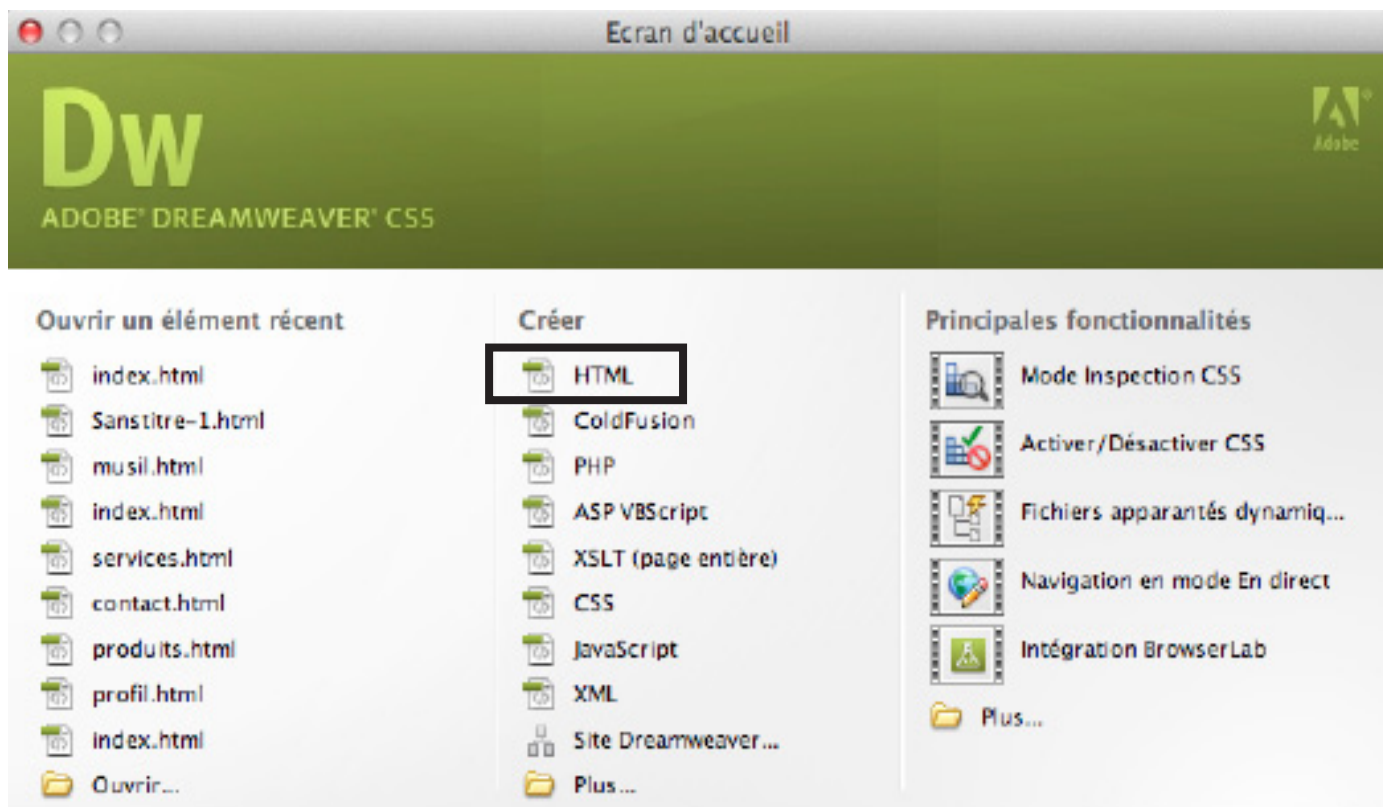 Ecran d'accueil
Dw
Adobe
ADOBE® DREAMWEAVER® CS5
Ouvrir un élément récent
index.html
Sanstitre-1.html
musil.html
index.html
services.html
contact.html
produits.html
profil.html
index.html
Ouvrir...
Créer
HTML
ColdFusion
PHP
ASP VBScript
XSLT (page entière)
CSS
JavaScript
XML
Site Dreamweaver...
Plus...
Principales fonctionnalités
Mode Inspection CSS
Activer/Désactiver CSS
Fichiers apparantés dynamiq...
Navigation en mode En direct
Intégration BrowserLab
Plus...